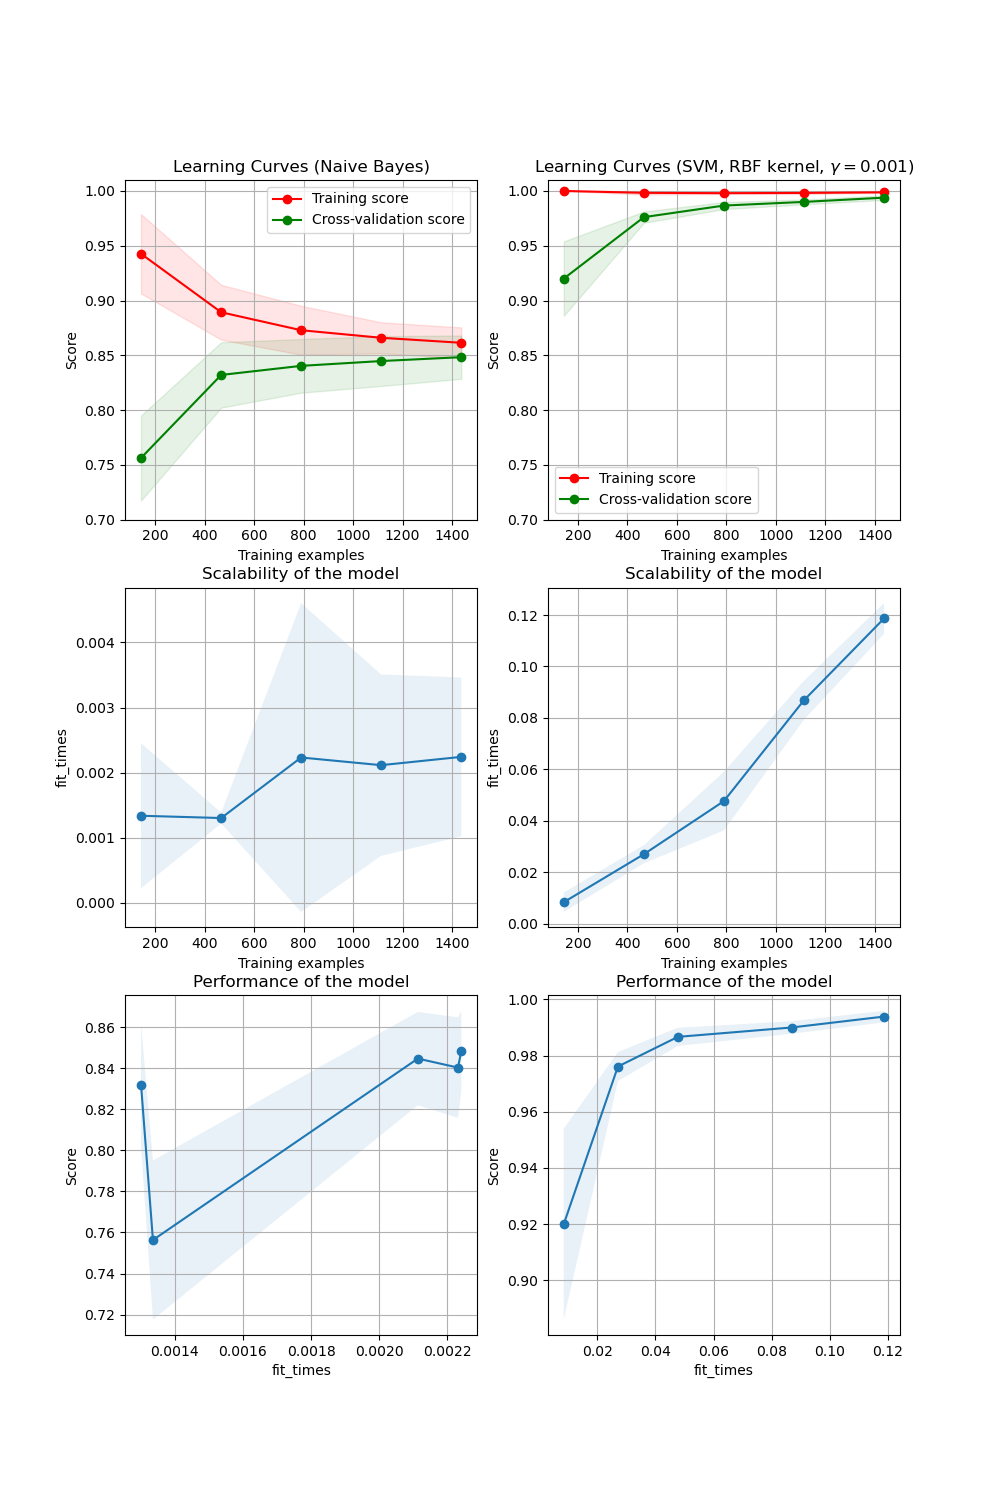 Learning Curves (Naive Bayes)
1.00
0.95
0.90
0.85
0.80
0.75
0.70
Score
Training score
Cross-validation score
200 400 600 800 1000 1200 1400
Training examples
Learning Curves (SVM, RBF kernel, γ = 0.001)
1.00
0.95
0.90
0.85
0.80
0.75
0.70
Score
Training score
Cross-validation score
200 400 600 800 1000 1200 1400
Training examples
Scalability of the model
0.004
0.003
0.002
0.001
0.000
fit_times
200 400 600 800 1000 1200 1400
Training examples
Scalability of the model
0.12
0.10
0.08
0.06
0.04
0.02
0.00
fit_times
200 400 600 800 1000 1200 1400
Training examples
Performance of the model
0.86
0.84
0.82
0.80
0.78
0.76
0.74
0.72
Score
0.0014 0.0016 0.0018 0.0020 0.0022
fit_times
Performance of the model
1.00
0.98
0.96
0.94
0.92
0.90
Score
0.02 0.04 0.06 0.08 0.10 0.12
fit_times